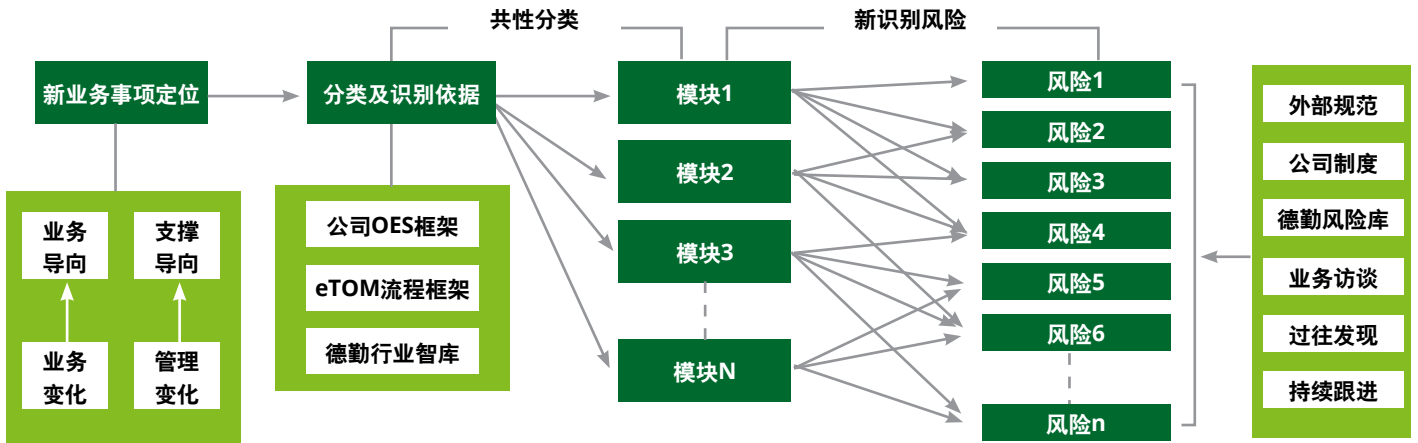 共性分类
新识别风险
新业务事项定位
业务
导向
支撑
导向
业务
变化
管理
变化
分类及识别依据
公司OES框架
eTOM流程框架
德勤行业智库
模块1
模块2
模块3
模块N
风险1
风险2
风险3
风险4
风险5
风险6
风险n
外部规范
公司制度
德勤风险库
业务访谈
过往发现
持续跟进